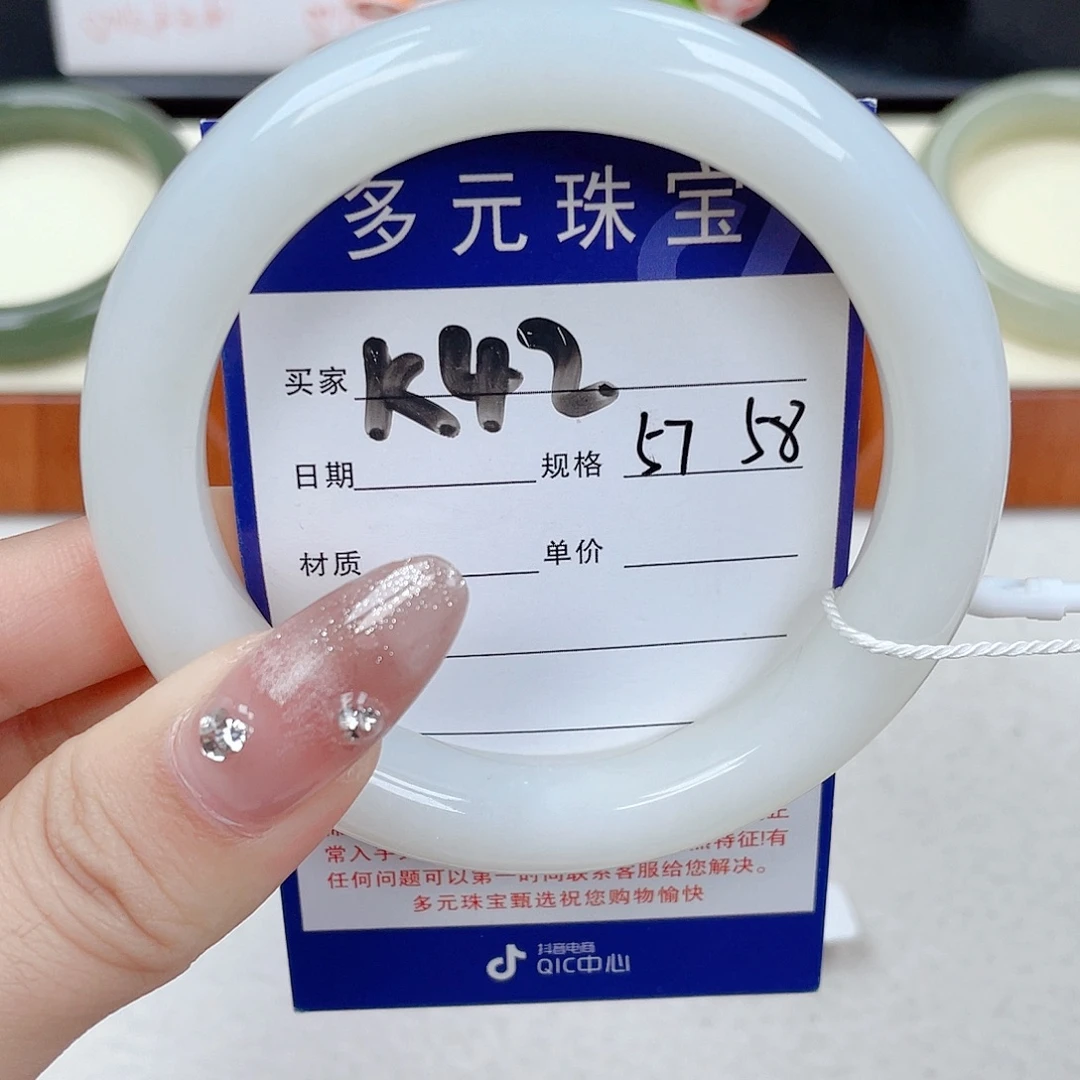 多元珠宝
买家 K42
日期 规格 57 58
材质 单价
常入手 特征!有
任何问题可以第一时间联系客服给您解决。
多元珠宝甄选祝您购物愉快
抖音电商
QIC中心